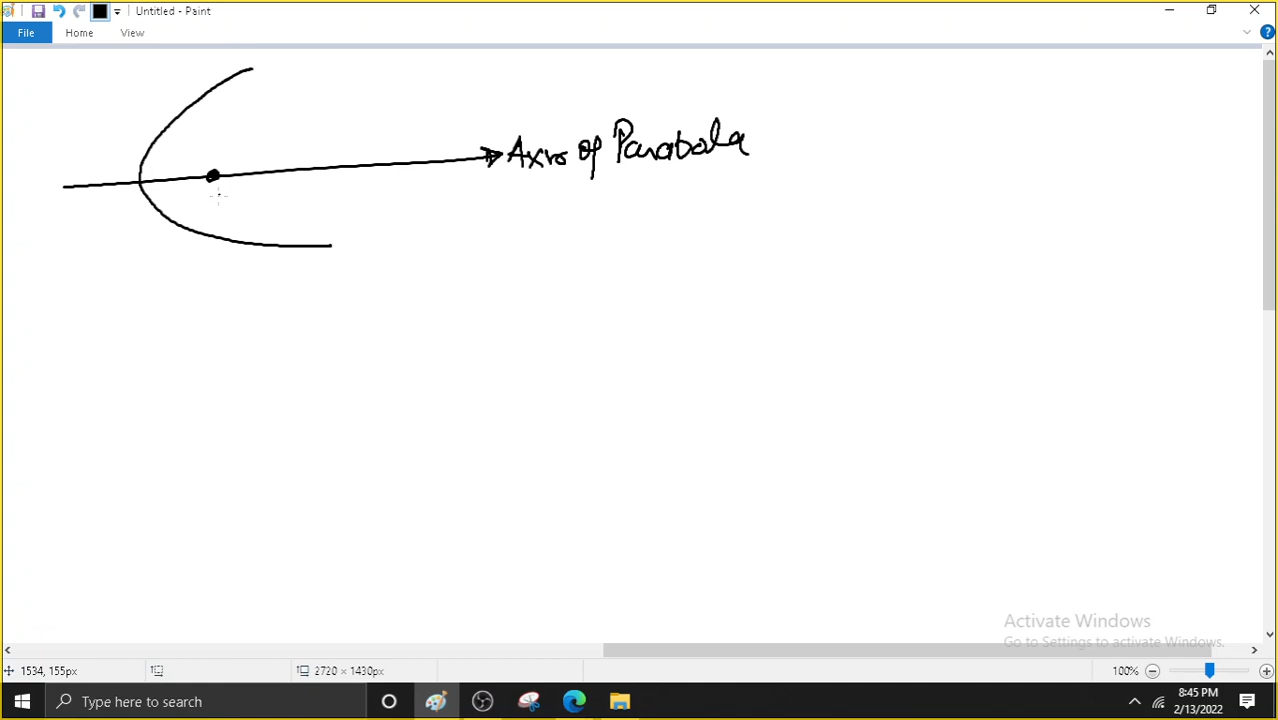 Untitled - Paint
File Home View
Axis of Parabola
Activate Windows
Go to Settings to activate Windows.
1534, 155px 2720 × 1430px 100%
Type here to search
8:45 PM
2/13/2022